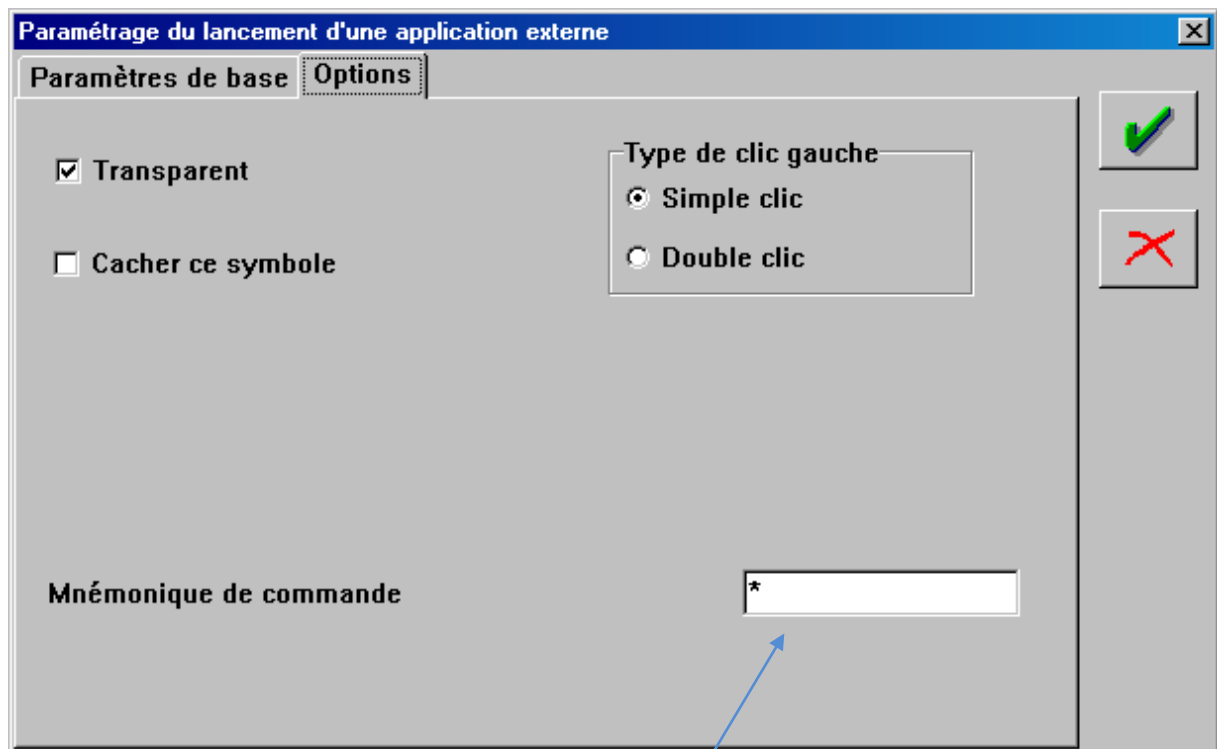 Paramétrage du lancement d'une application externe
Paramètres de base Options
Transparent
Type de clic gauche
Simple clic
Cacher ce symbole
Double clic
Mnémonique de commande
*